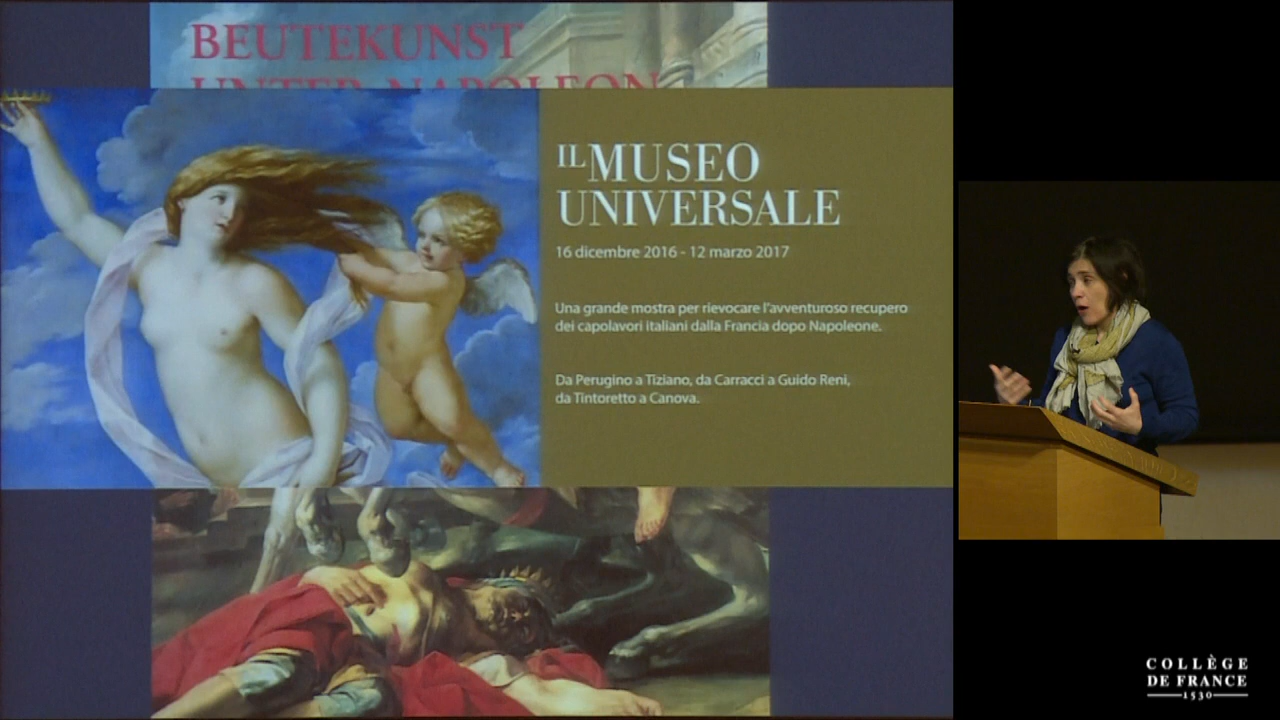 BEUTEKUNST
UNTER NAPOLEON
IL MUSEO
UNIVERSALE
16 dicembre 2016 - 12 marzo 2017
Una grande mostra per rievocare l'avventuroso recupero
dei capolavori italiani dalla Francia dopo Napoleone.
Da Perugino a Tiziano, da Carracci a Guido Reni,
da Tintoretto a Canova.
COLLÈGE
DE FRANCE
1530